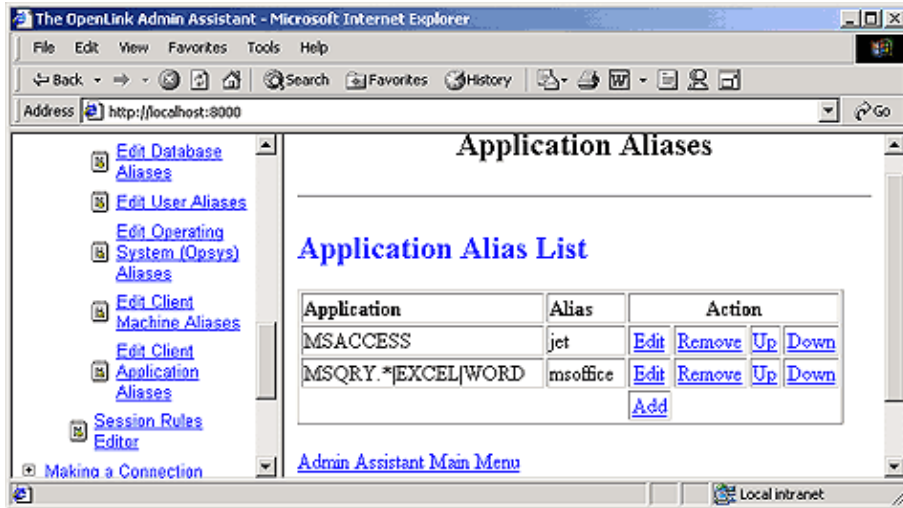 The OpenLink Admin Assistant - Microsoft Internet Explorer
File Edit View Favorites Tools Help
Back Search Favorites History
Address http://localhost:8000 Go
Edit Database
Aliases
Edit User Aliases
Edit Operating
System (Opsys)
Aliases
Edit Client
Machine Aliases
Edit Client
Application
Aliases
Session Rules
Editor
Making a Connection
Application Aliases
Application Alias List
Application Alias Action
MSACCESS jet Edit Remove Up Down
MSQRY.*|EXCEL|WORD msoffice Edit Remove Up Down
Add
Admin Assistant Main Menu
Local intranet